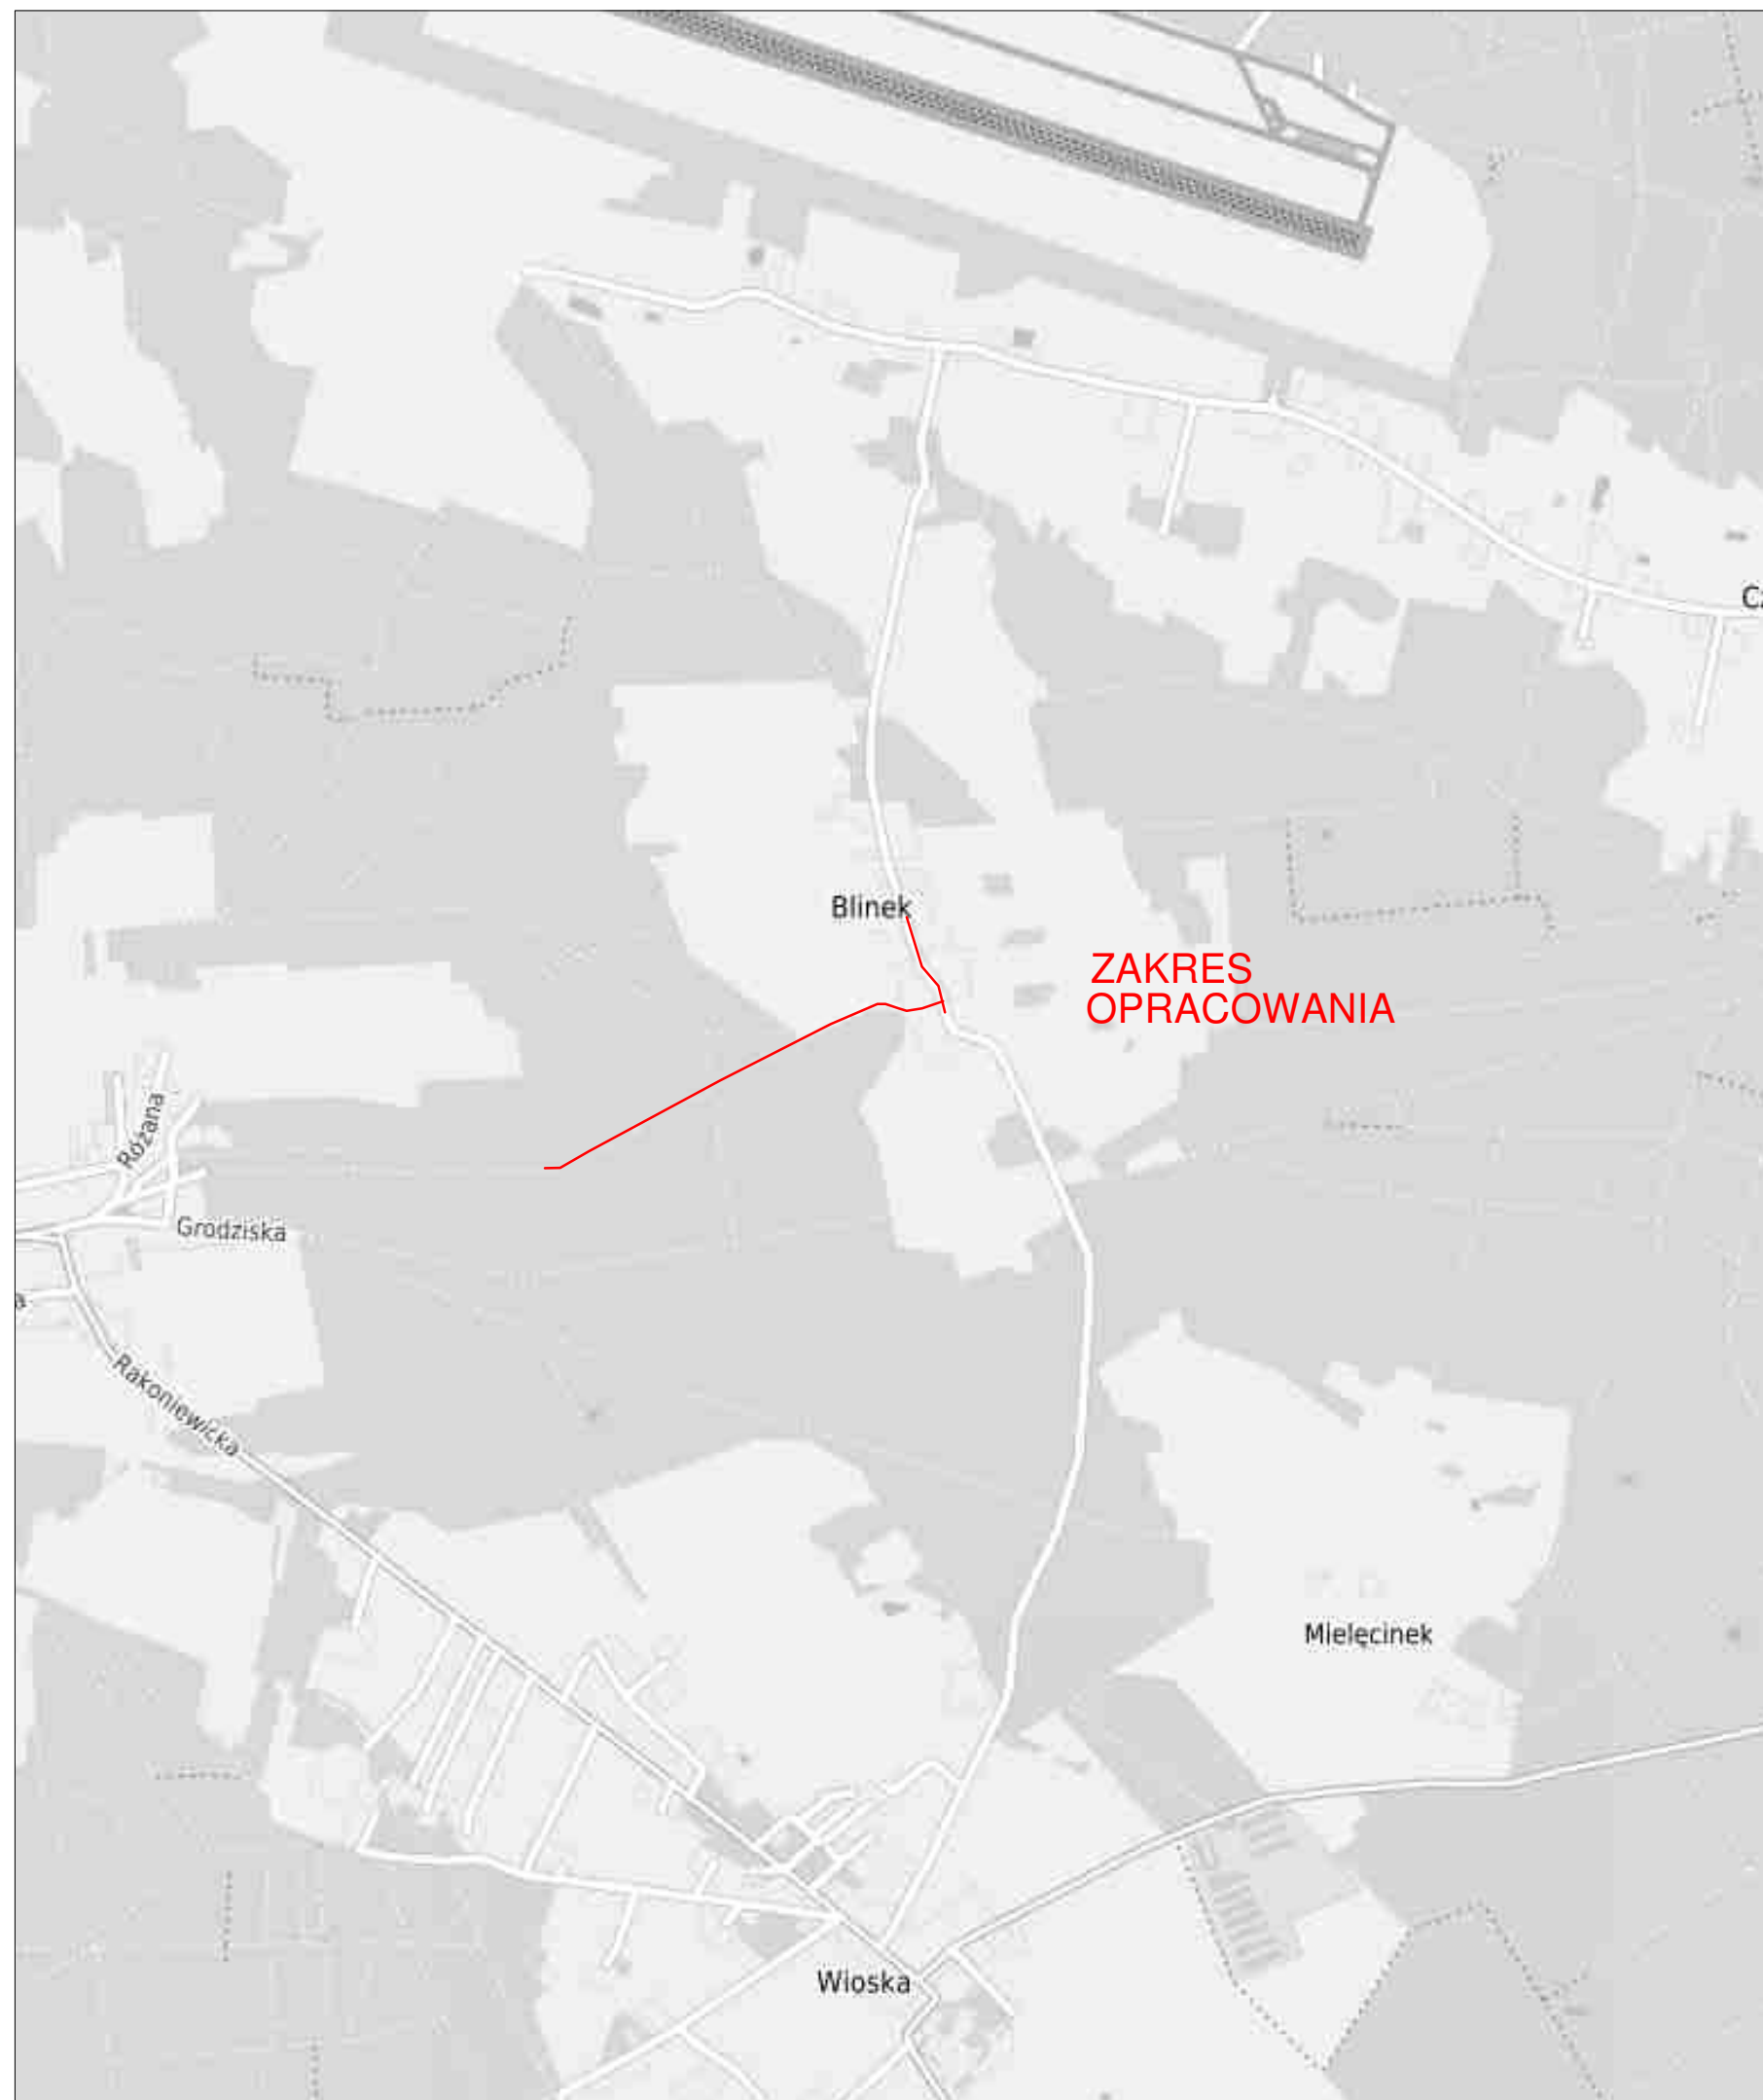 Blinek
ZAKRES
OPRACOWANIA
Różana
Grodziska
Rakoniewicka
Mielęcinek
Wioska